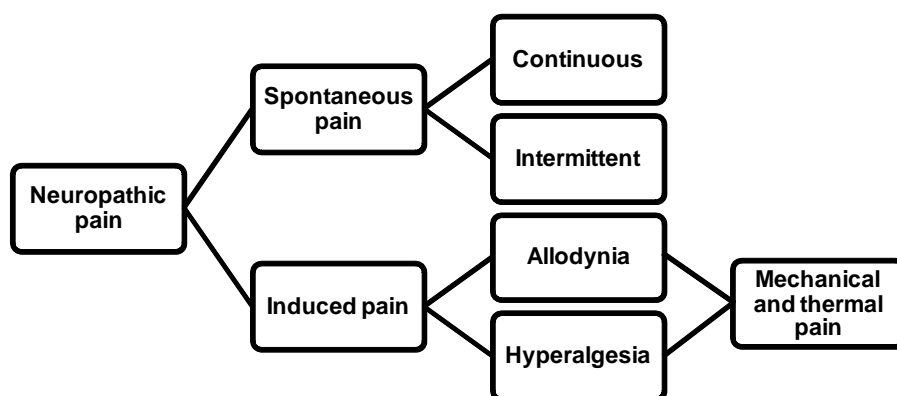 Continuous
Spontaneous
pain
Intermittent
Neuropathic
pain
Allodynia
Induced pain
Mechanical
and thermal
pain
Hyperalgesia